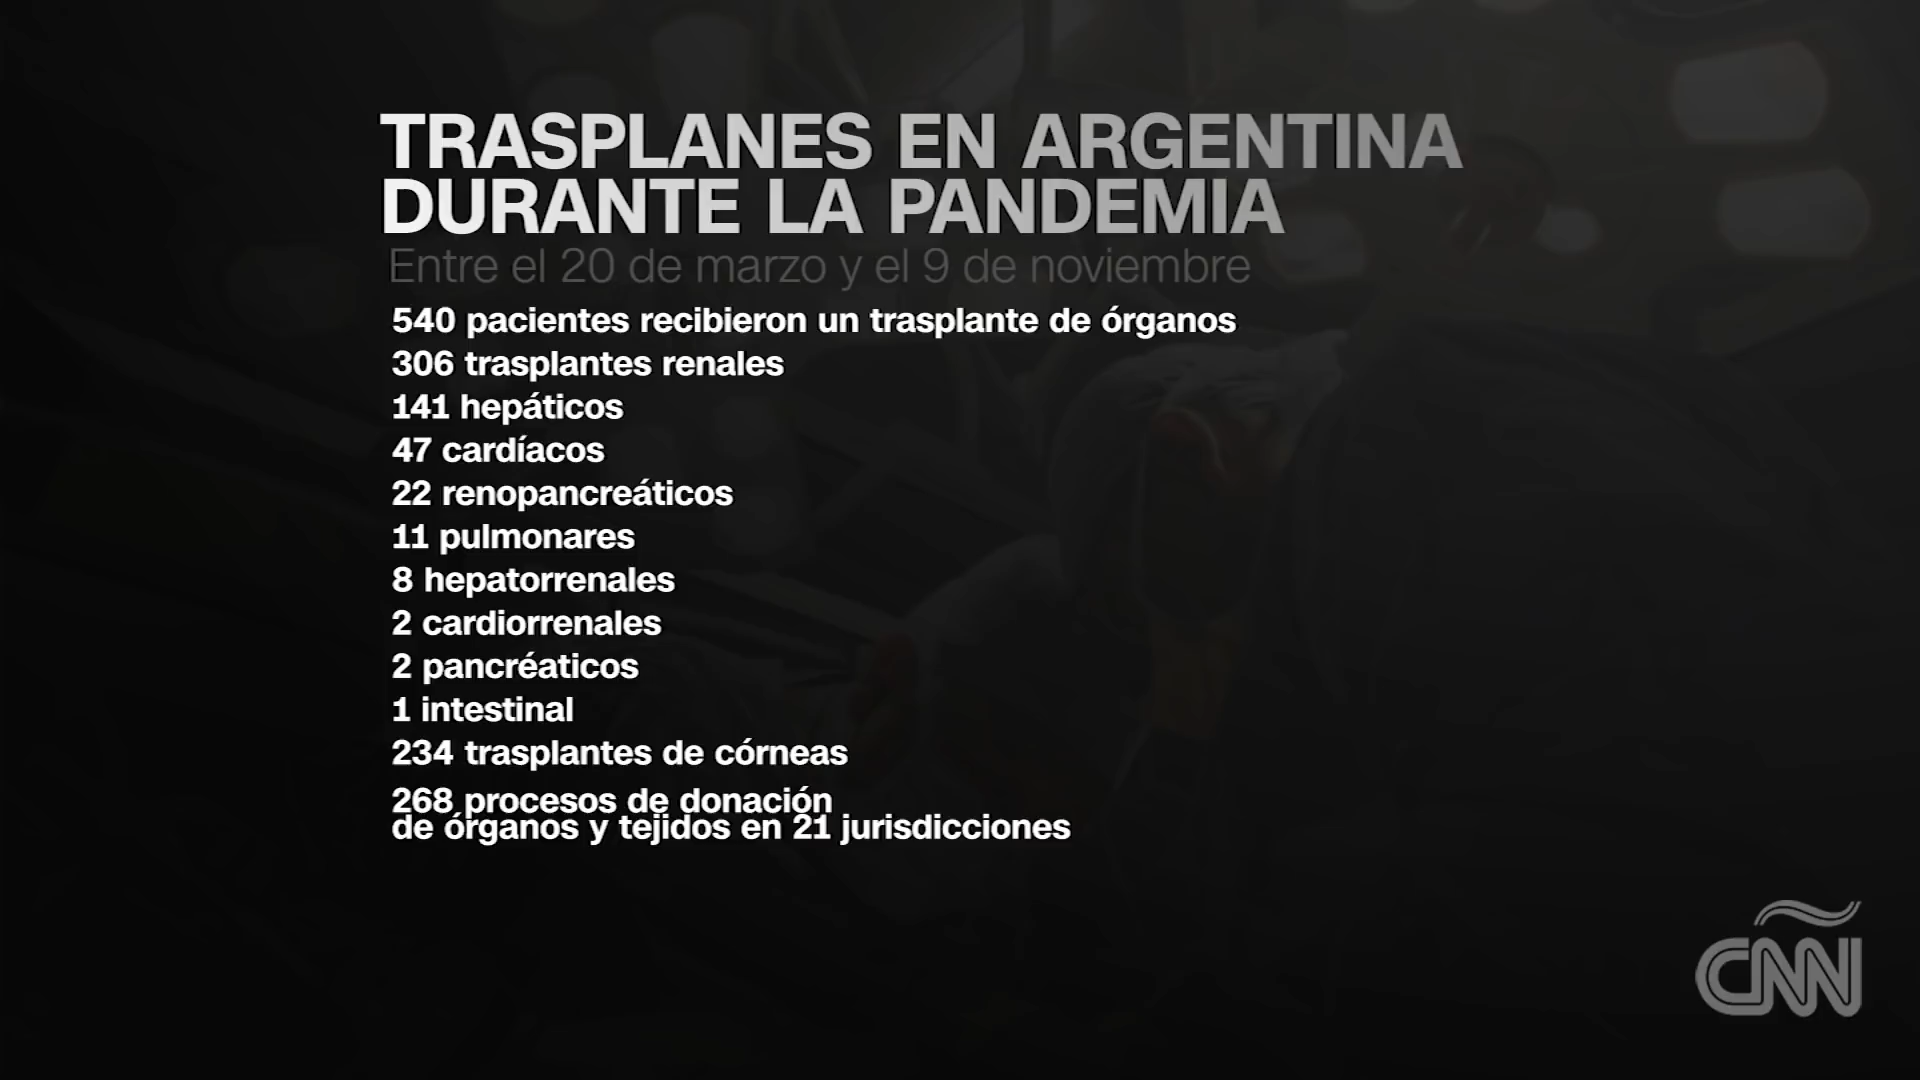 TRASPLANES EN ARGENTINA
DURANTE LA PANDEMIA
Entre el 20 de marzo y el 9 de noviembre
540 pacientes recibieron un trasplante de órganos
306 trasplantes renales
141 hepáticos
47 cardíacos
22 renopancreáticos
11 pulmonares
8 hepatorrenales
2 cardiorrenales
2 pancréaticos
1 intestinal
234 trasplantes de córneas
268 procesos de donación
de órganos y tejidos en 21 jurisdicciones
CNN